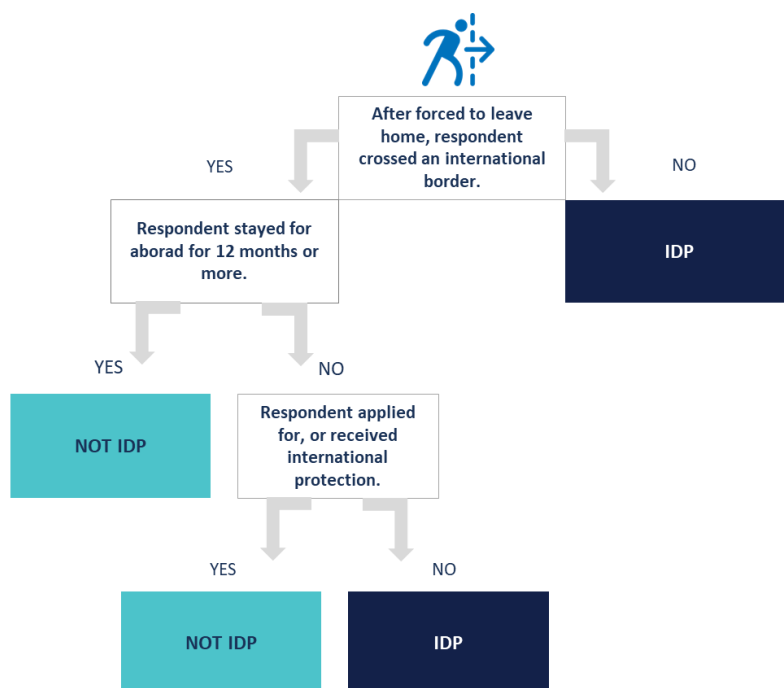 After forced to leave
home, respondent
crossed an international
border.
YES
NO
Respondent stayed for
aborad for 12 months or
more.
IDP
YES
NO
NOT IDP
Respondent applied
for, or received
international
protection.
YES
NO
NOT IDP
IDP